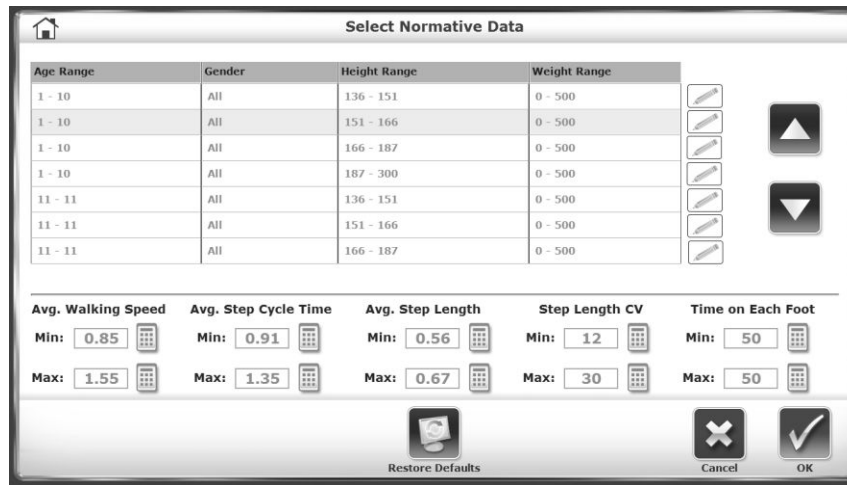 Select Normative Data
Age Range Gender Height Range Weight Range
1 - 10 All 136 - 151 0 - 500
1 - 10 All 151 - 166 0 - 500
1 - 10 All 166 - 187 0 - 500
1 - 10 All 187 - 300 0 - 500
11 - 11 All 136 - 151 0 - 500
11 - 11 All 151 - 166 0 - 500
11 - 11 All 166 - 187 0 - 500
Avg. Walking Speed Avg. Step Cycle Time Avg. Step Length Step Length CV Time on Each Foot
Min: 0.85 Min: 0.91 Min: 0.56 Min: 12 Min: 50
Max: 1.55 Max: 1.35 Max: 0.67 Max: 30 Max: 50
Restore Defaults Cancel OK